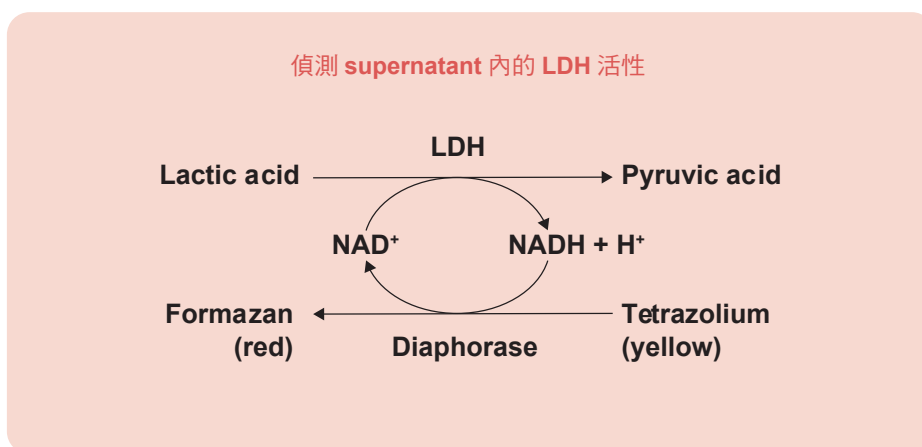 偵測 supernatant 內的 LDH 活性
LDH
Lactic acid
Pyruvic acid
NAD⁺
NADH + H⁺
Formazan
(red)
Diaphorase
Tetrazolium
(yellow)